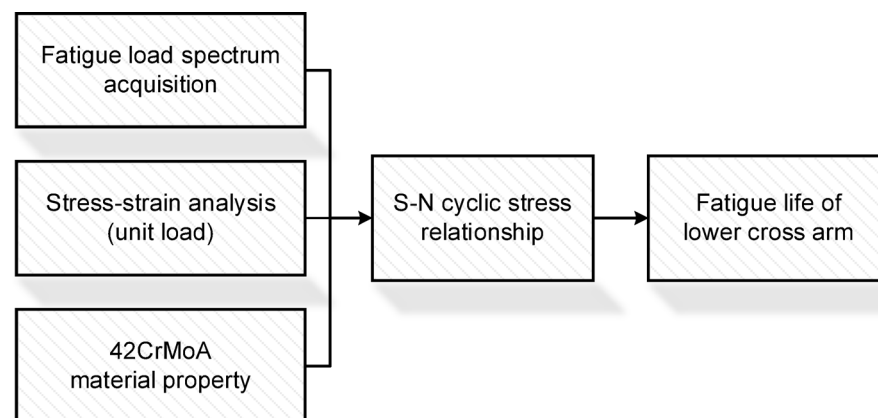 Fatigue load spectrum
acquisition
Stress-strain analysis
(unit load)
42CrMoA
material property
S-N cyclic stress
relationship
Fatigue life of
lower cross arm